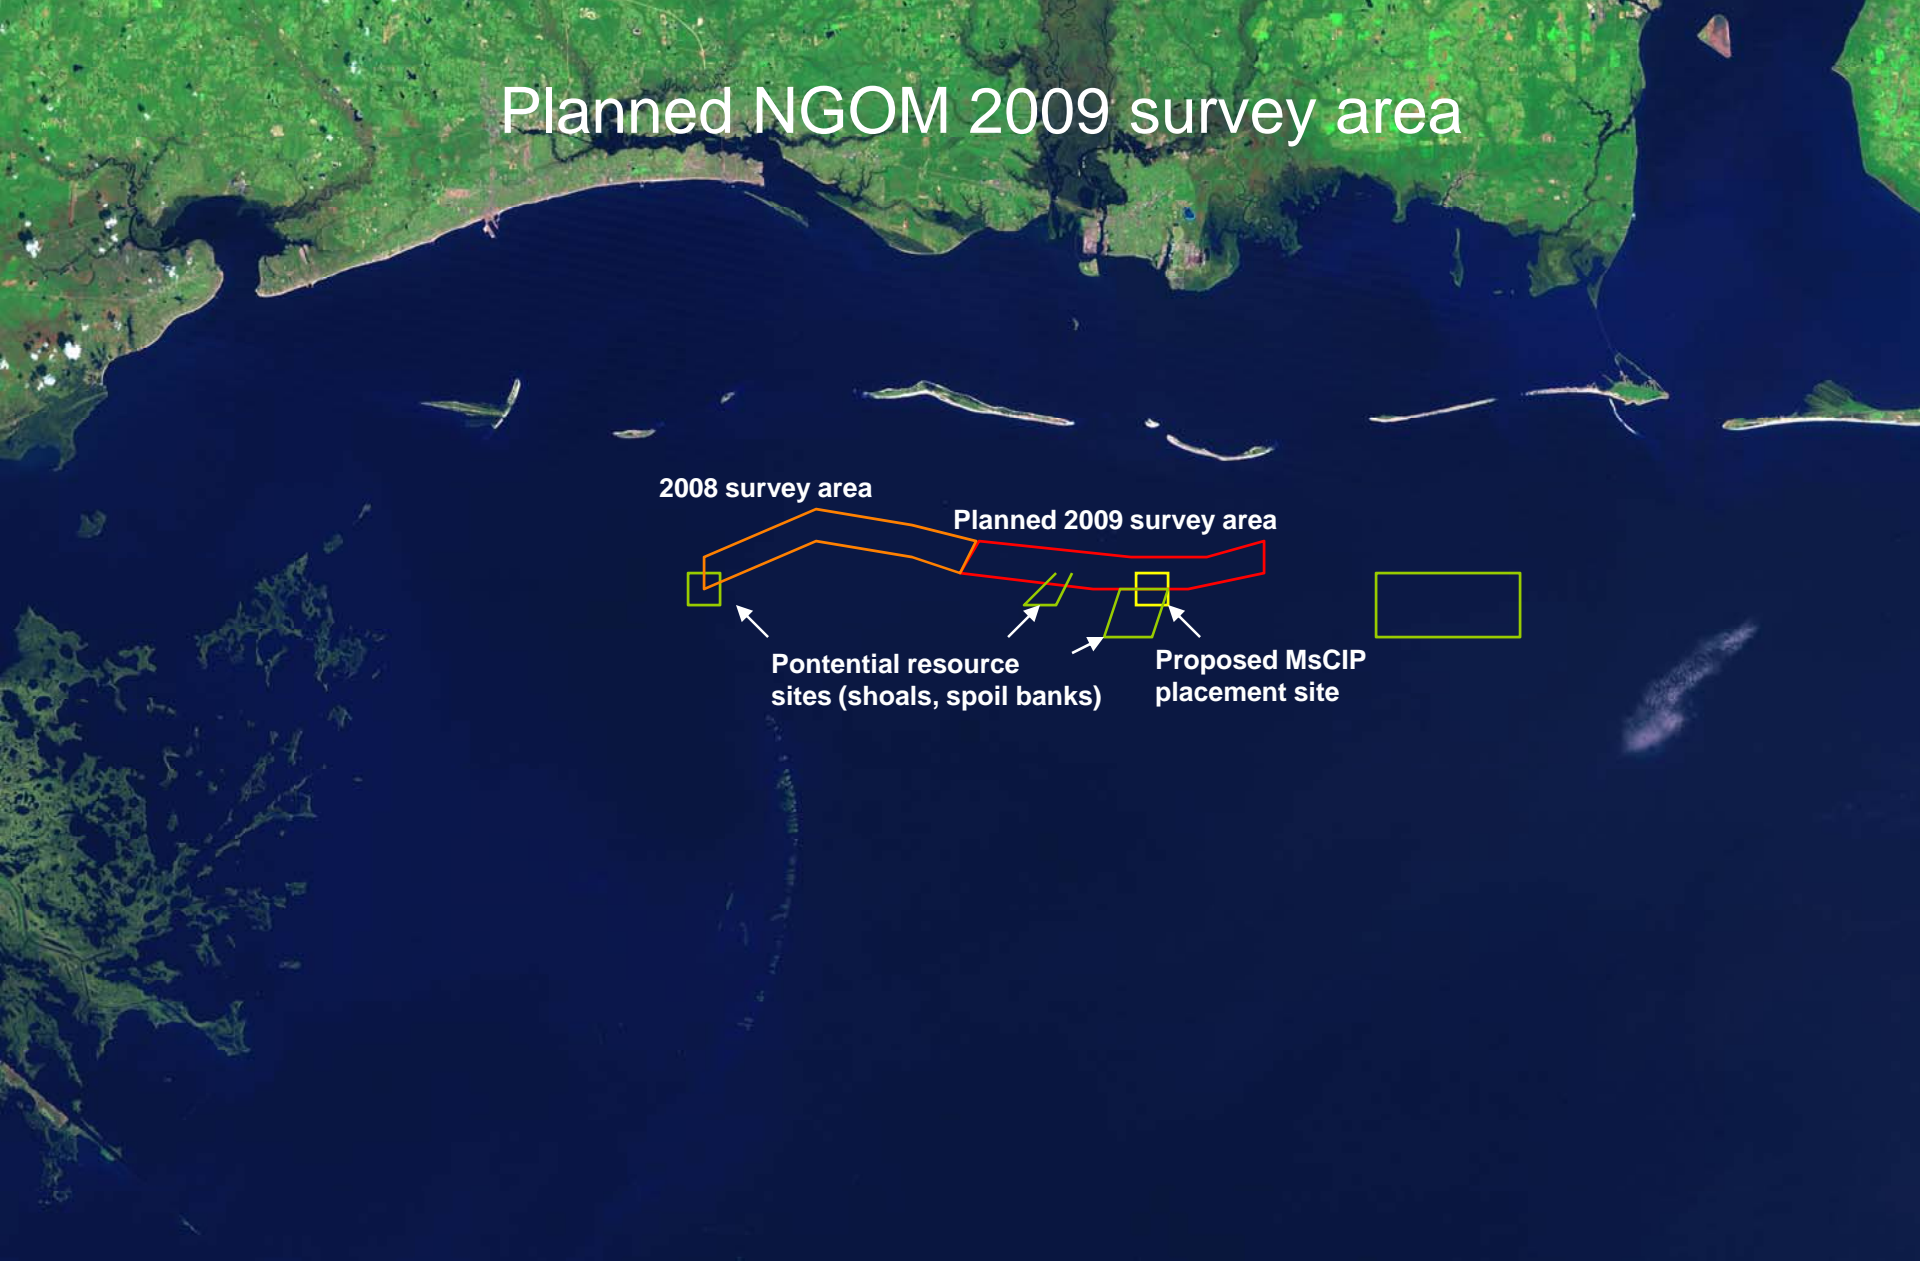 Planned NGOM 2009 survey area
2008 survey area
Planned 2009 survey area
Pontential resource
sites (shoals, spoil banks)
Proposed MsCIP
placement site